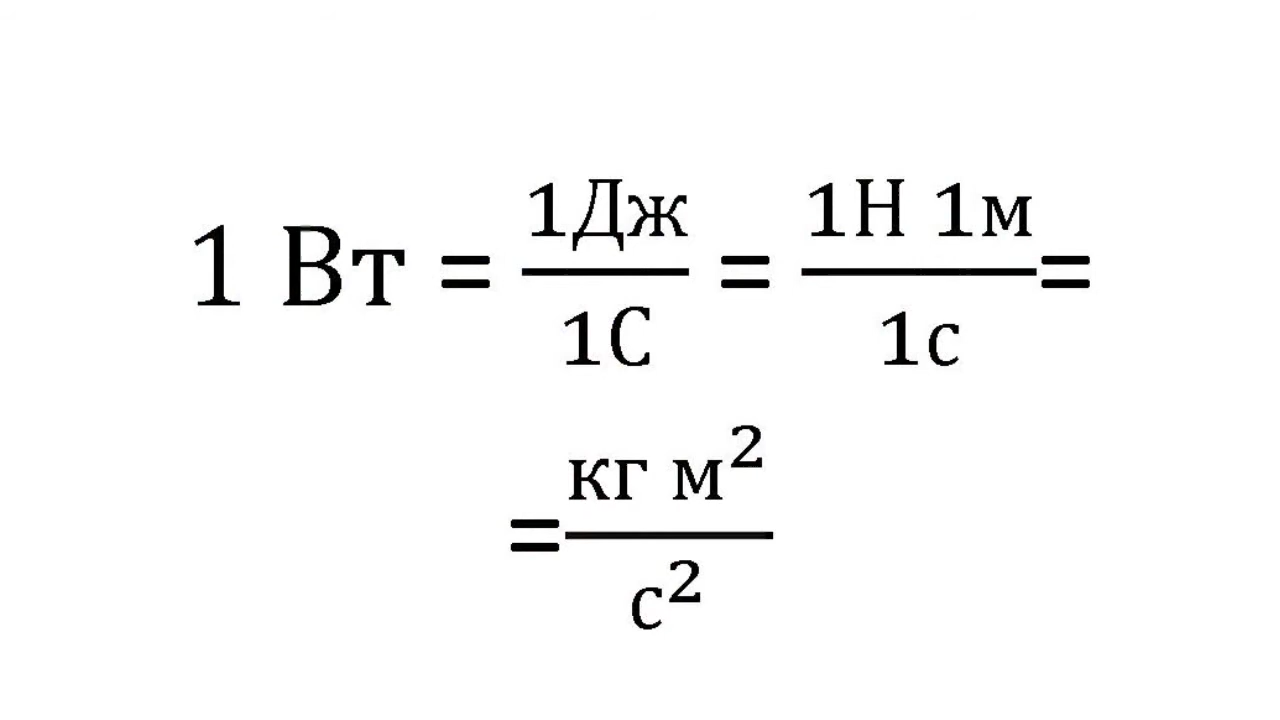 1 Вт = 1Дж/1С = 1Н 1м/1с =
= кг м²/с²